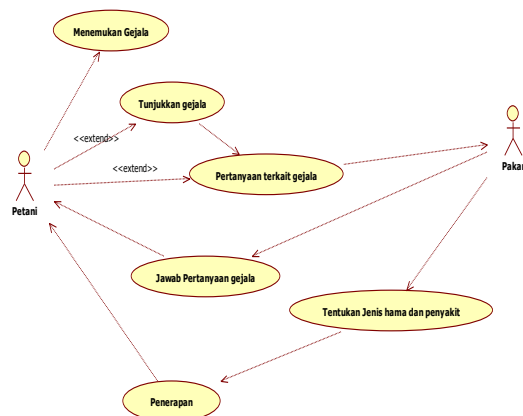 Menemukan Gejala
Tunjukkan gejala
<<extend>>
<<extend>>
Pertanyaan terkait gejala
Petani
Pakar
Jawab Pertanyaan gejala
Tentukan Jenis hama dan penyakit
Penerapan